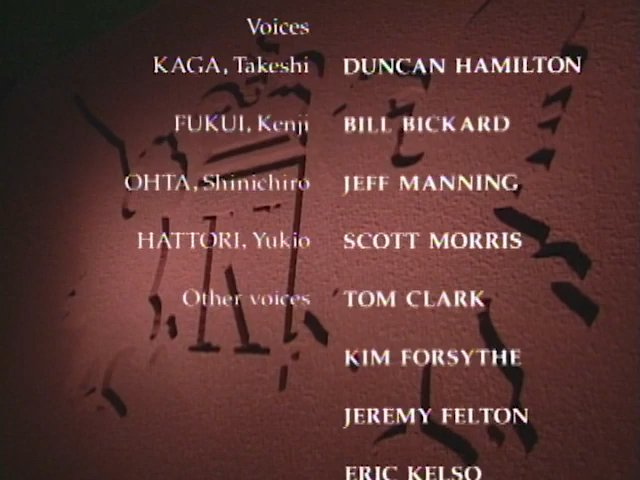 Voices
KAGA, Takeshi DUNCAN HAMILTON
FUKUI, Kenji BILL BICKARD
OHTA, Shinichiro JEFF MANNING
HATTORI, Yukio SCOTT MORRIS
Other voices TOM CLARK
KIM FORSYTHE
JEREMY FELTON
ERIC KELSO